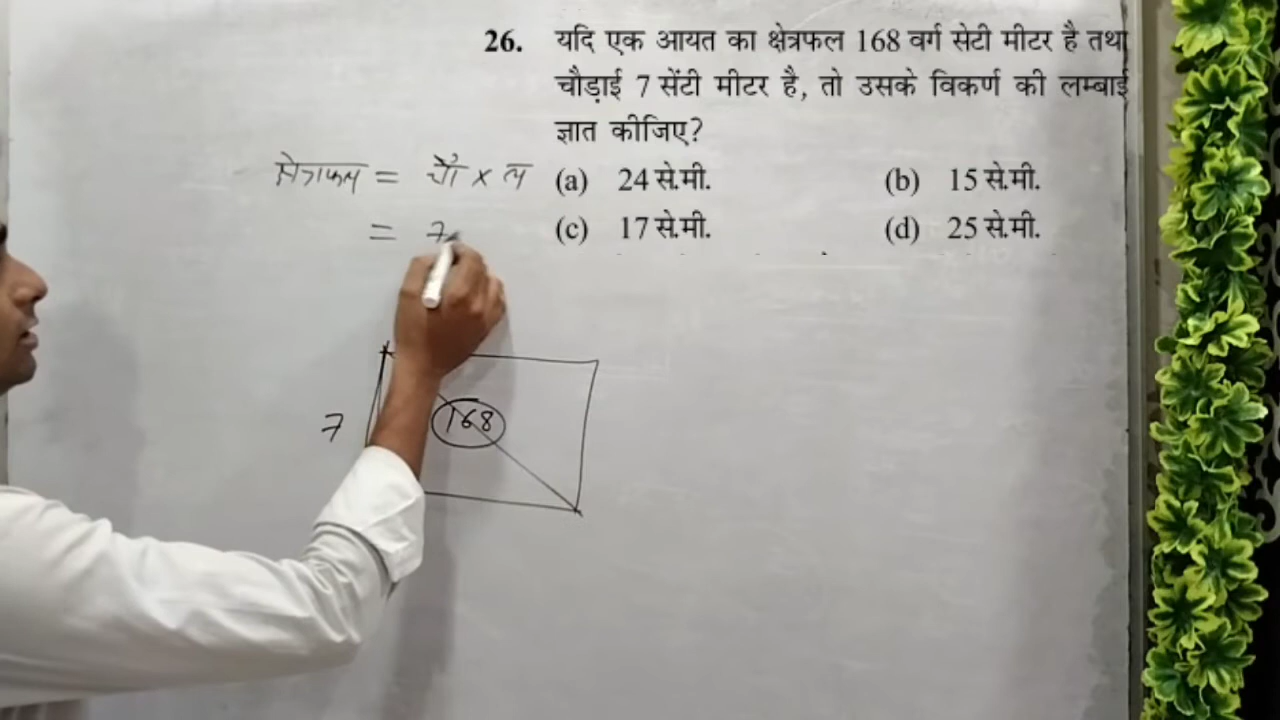 26. यदि एक आयत का क्षेत्रफल 168 वर्ग सेटी मीटर है तथा
चौड़ाई 7 सेंटी मीटर है, तो उसके विकर्ण की लम्बाई
ज्ञात कीजिए?
(a) 24 से.मी. (b) 15 से.मी.
(c) 17 से.मी. (d) 25 से.मी.
क्षेत्रफल = चौ × ल
= 7
7
168